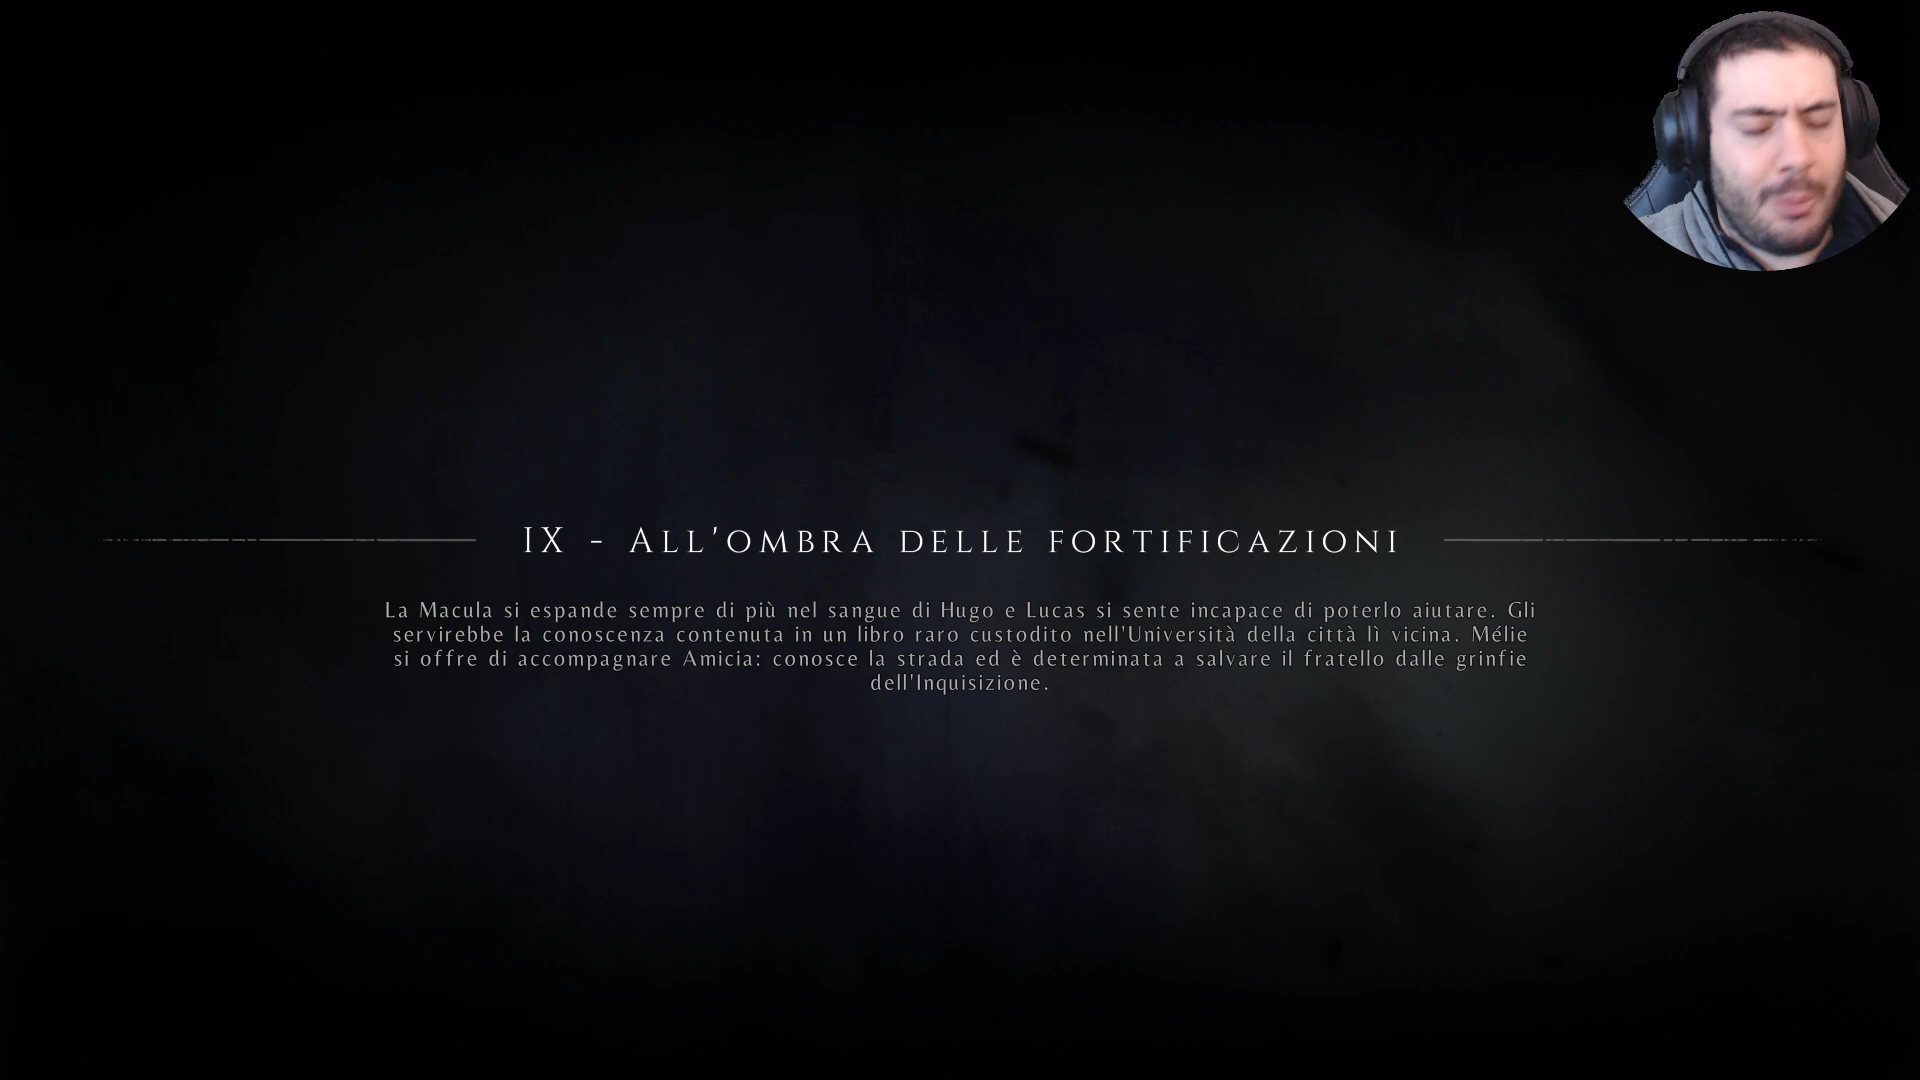 IX - All'ombra delle fortificazioni
La Macula si espande sempre di più nel sangue di Hugo e Lucas si sente incapace di poterlo aiutare. Gli
servirebbe la conoscenza contenuta in un libro raro custodito nell'Università della città lì vicina. Mélie
si offre di accompagnare Amicia: conosce la strada ed è determinata a salvare il fratello dalle grinfie
dell'Inquisizione.